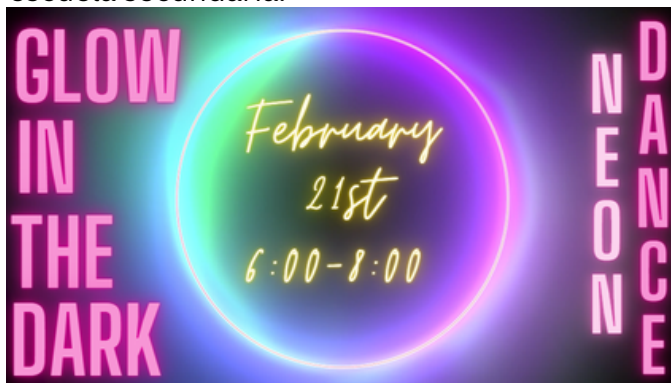 GLOW
IN
THE
DARK
February
21st
6:00-8:00
NEON
DANCE